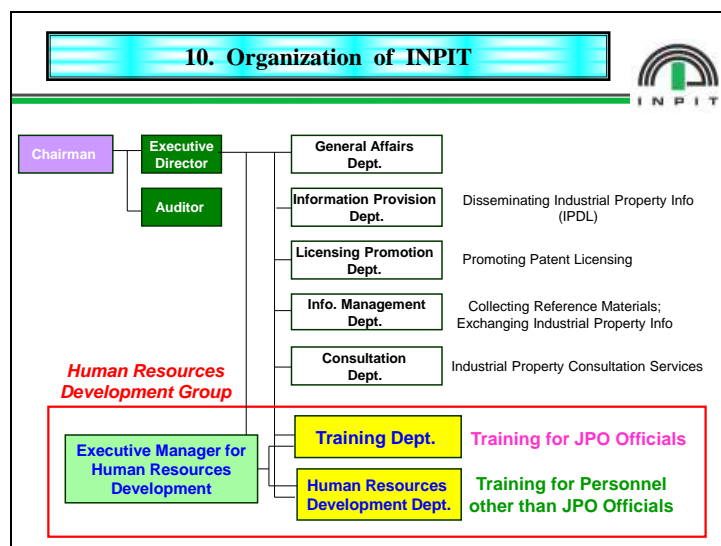 10. Organization of INPIT
INPIT
Chairman
Executive
Director
Auditor
General Affairs
Dept.
Information Provision
Dept.
Disseminating Industrial Property Info
(IPDL)
Licensing Promotion
Dept.
Promoting Patent Licensing
Info. Management
Dept.
Collecting Reference Materials;
Exchanging Industrial Property Info
Consultation
Dept.
Industrial Property Consultation Services
Human Resources
Development Group
Executive Manager for
Human Resources
Development
Training Dept.
Training for JPO Officials
Human Resources
Development Dept.
Training for Personnel
other than JPO Officials